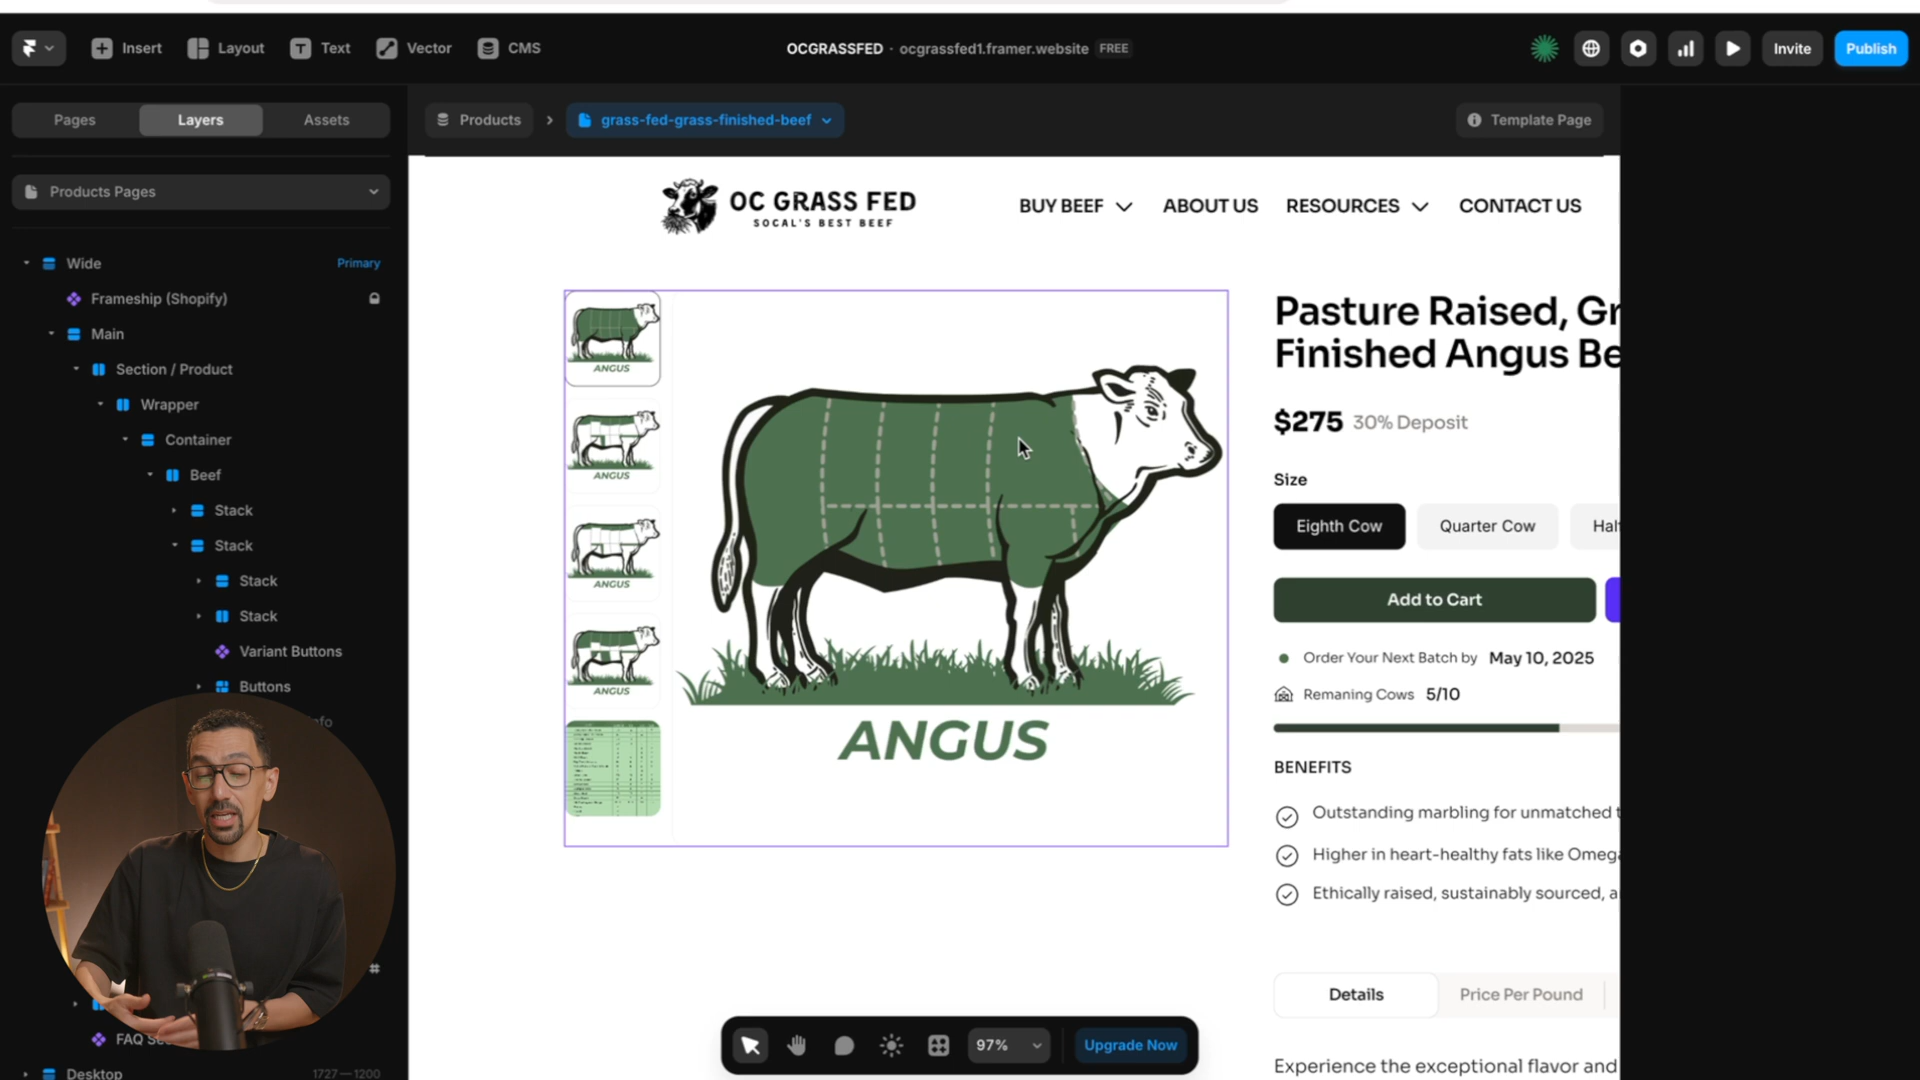 Insert
Layout
Text
Vector
CMS
OCGRASSFED · ocgrassfed1.framer.website FREE
Invite
Publish
Pages
Layers
Assets
Products
grass-fed-grass-finished-beef
Template Page
Products Pages
Wide
Primary
Frameship (Shopify)
Main
Section / Product
Wrapper
Container
Beef
Stack
Stack
Stack
Stack
Variant Buttons
Buttons
FAQ
Desktop
1727 — 1200
OC GRASS FED
SOCAL'S BEST BEEF
BUY BEEF
ABOUT US
RESOURCES
CONTACT US
ANGUS
ANGUS
ANGUS
ANGUS
ANGUS
Pasture Raised, Gr
Finished Angus Be
$275 30% Deposit
Size
Eighth Cow
Quarter Cow
Hal
Add to Cart
Order Your Next Batch by May 10, 2025
Remaning Cows 5/10
BENEFITS
Outstanding marbling for unmatched t
Higher in heart-healthy fats like Omeg
Ethically raised, sustainably sourced, a
Details
Price Per Pound
Experience the exceptional flavor and
97%
Upgrade Now